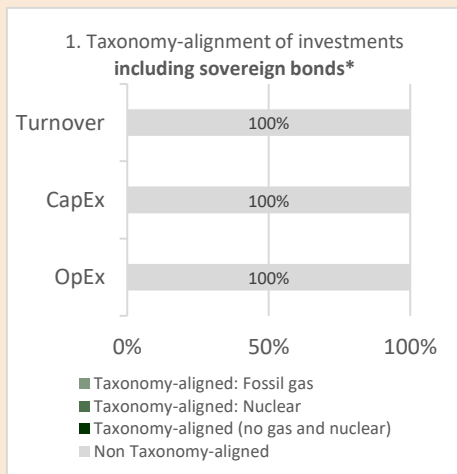 1. Taxonomy-alignment of investments
including sovereign bonds*
Turnover
100%
CapEx
100%
OpEx
100%
0%
50%
100%
Taxonomy-aligned: Fossil gas
Taxonomy-aligned: Nuclear
Taxonomy-aligned (no gas and nuclear)
Non Taxonomy-aligned